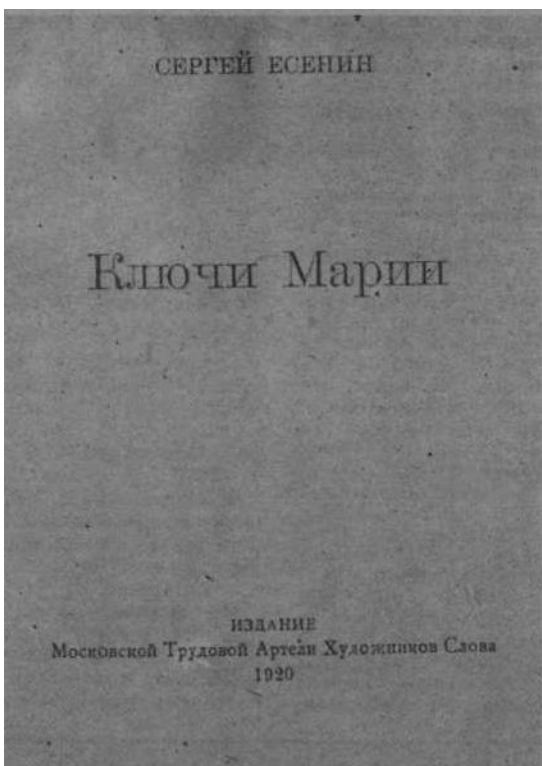 СЕРГЕЙ ЕСЕНИН
Ключи Марии
ИЗДАНИЕ
Московской Трудовой Артели Художников Слова
1920